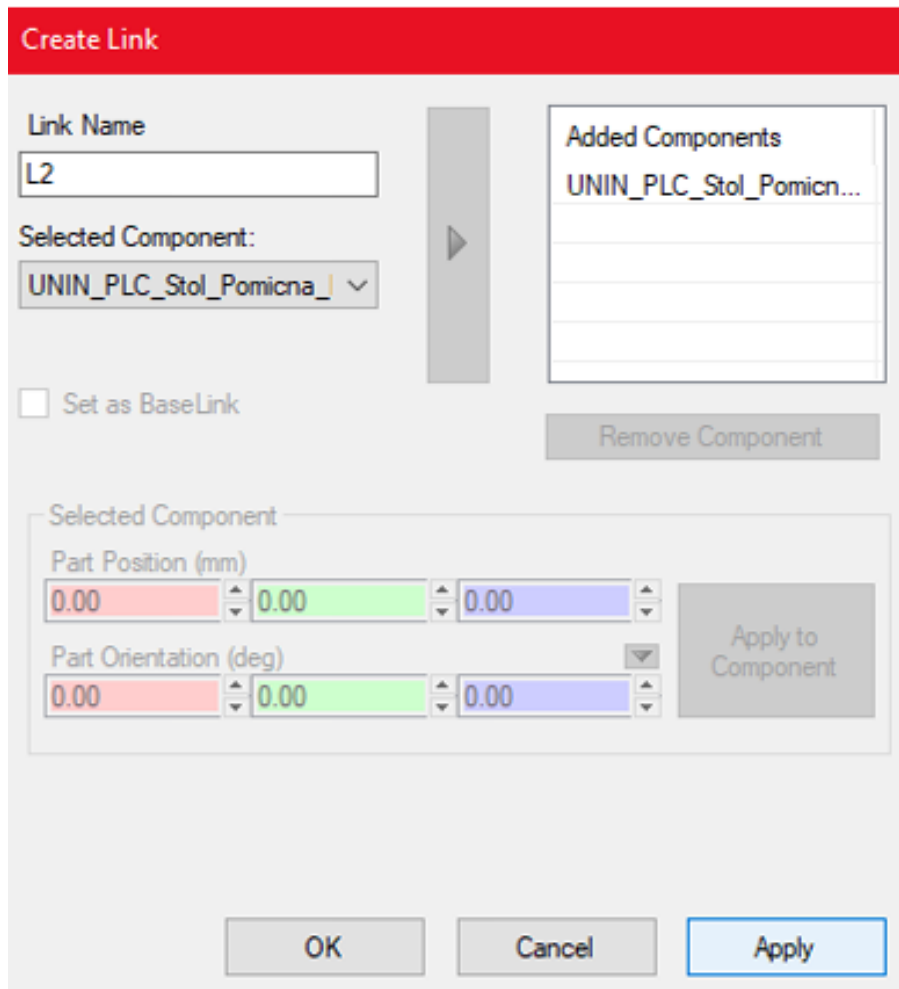 Create Link
Link Name
L2
Selected Component:
UNIN_PLC_Stol_Pomicna_
Set as BaseLink
Added Components
UNIN_PLC_Stol_Pomicn...
Remove Component
Selected Component
Part Position (mm)
0.00 0.00 0.00
Part Orientation (deg)
0.00 0.00 0.00
Apply to
Component
OK Cancel Apply